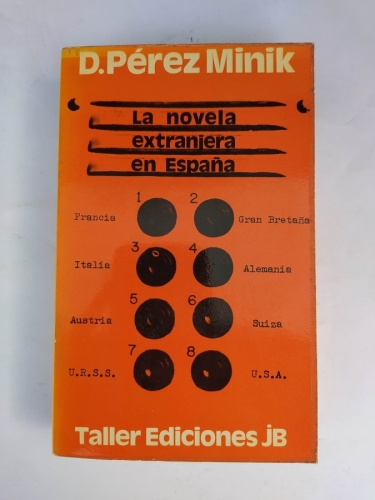 D.Pérez Minik
La novela
extranjera
en España
1 2
Francia Gran Bretaña
3 4
Italia Alemania
5 6
Austria Suiza
7 8
U.R.S.S. U.S.A.
Taller Ediciones JB